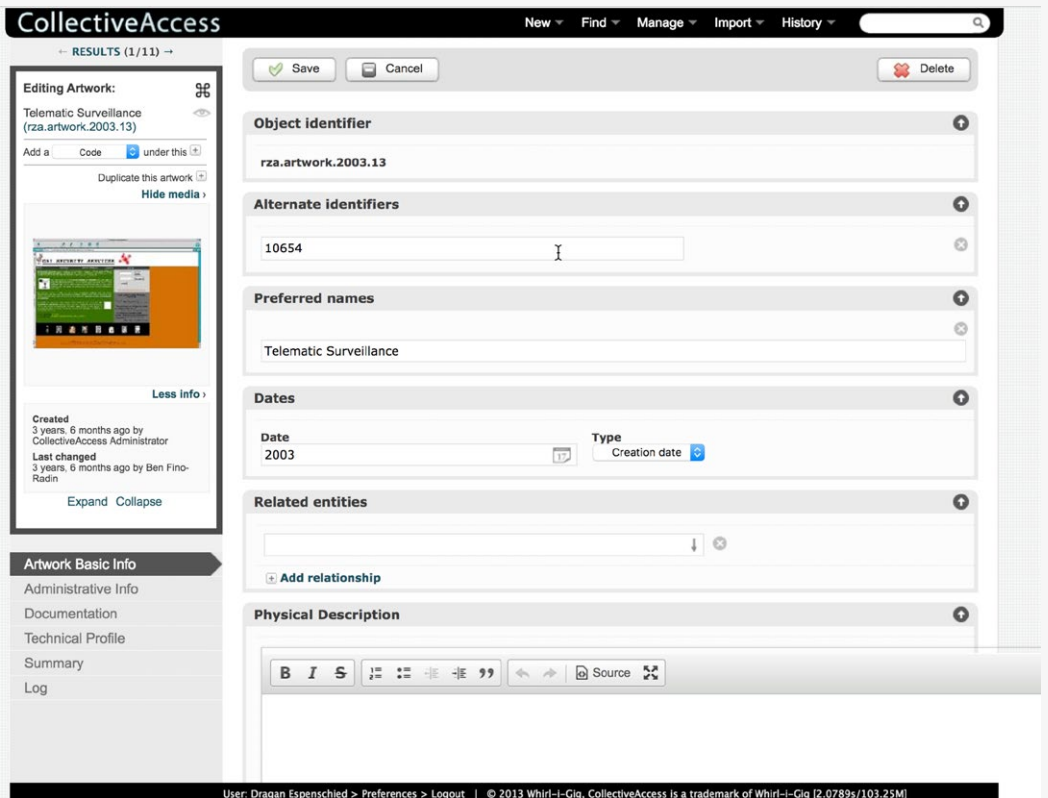 CollectiveAccess
New Find Manage Import History
← RESULTS (1/11) →
Editing Artwork:
Telematic Surveillance
(rza.artwork.2003.13)
Add a Code under this
Duplicate this artwork
Hide media ›
Less info ›
Created
3 years, 6 months ago by
CollectiveAccess Administrator
Last changed
3 years, 6 months ago by Ben Fino-
Radin
Expand Collapse
Artwork Basic Info
Administrative Info
Documentation
Technical Profile
Summary
Log
Save Cancel Delete
Object identifier
rza.artwork.2003.13
Alternate identifiers
10654
Preferred names
Telematic Surveillance
Dates
Date Type
2003 17 Creation date
Related entities
Add relationship
Physical Description
B I S Source
User: Dragan Espenschied > Preferences > Logout | © 2013 Whirl-i-Gig, CollectiveAccess is a trademark of Whirl-i-Gig [2.0789s/103.25M]